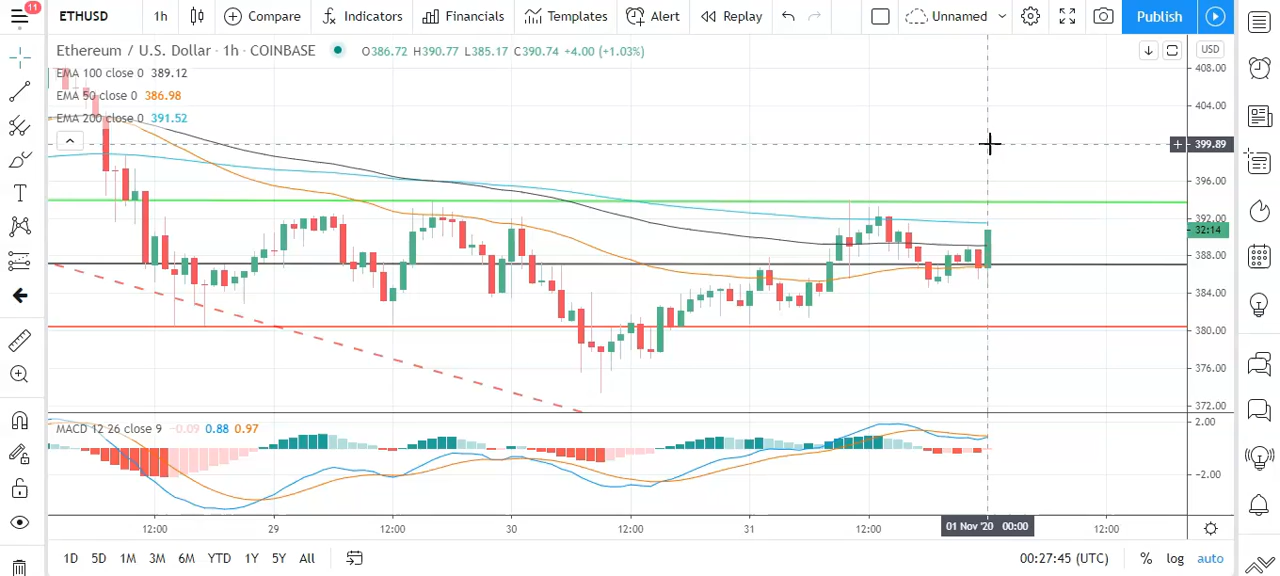 11
ETHUSD 1h Compare Indicators Financials Templates Alert Replay Unnamed Publish
Ethereum / U.S. Dollar · 1h · COINBASE O386.72 H390.77 L385.17 C390.74 +4.00 (+1.03%)
USD
EMA 100 close 0 389.12
EMA 50 close 0 386.98
EMA 200 close 0 391.52
408.00
404.00
399.89
396.00
392.00
32:14
388.00
384.00
380.00
376.00
372.00
MACD 12 26 close 9 −0.09 0.88 0.97
2.00
−2.00
12:00 29 12:00 30 12:00 31 12:00 01 Nov '20 00:00 12:00
1D 5D 1M 3M 6M YTD 1Y 5Y All 00:27:45 (UTC) % log auto